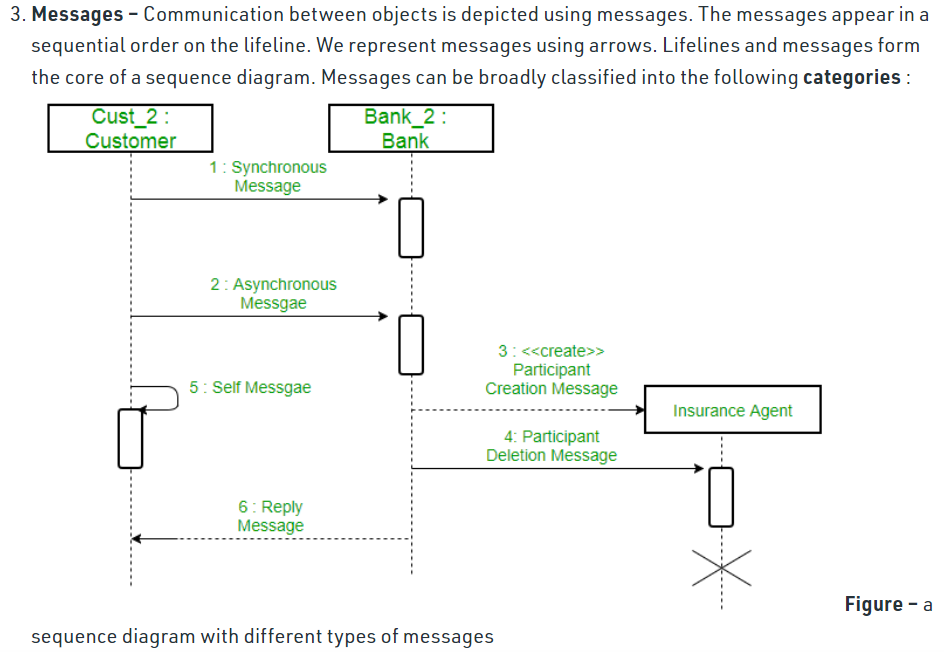 3. Messages – Communication between objects is depicted using messages. The messages appear in a
sequential order on the lifeline. We represent messages using arrows. Lifelines and messages form
the core of a sequence diagram. Messages can be broadly classified into the following categories :
Cust_2 :
Customer
Bank_2 :
Bank
1 : Synchronous
Message
2 : Asynchronous
Messgae
3 : <<create>>
Participant
Creation Message
5 : Self Messgae
Insurance Agent
4: Participant
Deletion Message
6 : Reply
Message
Figure – a
sequence diagram with different types of messages